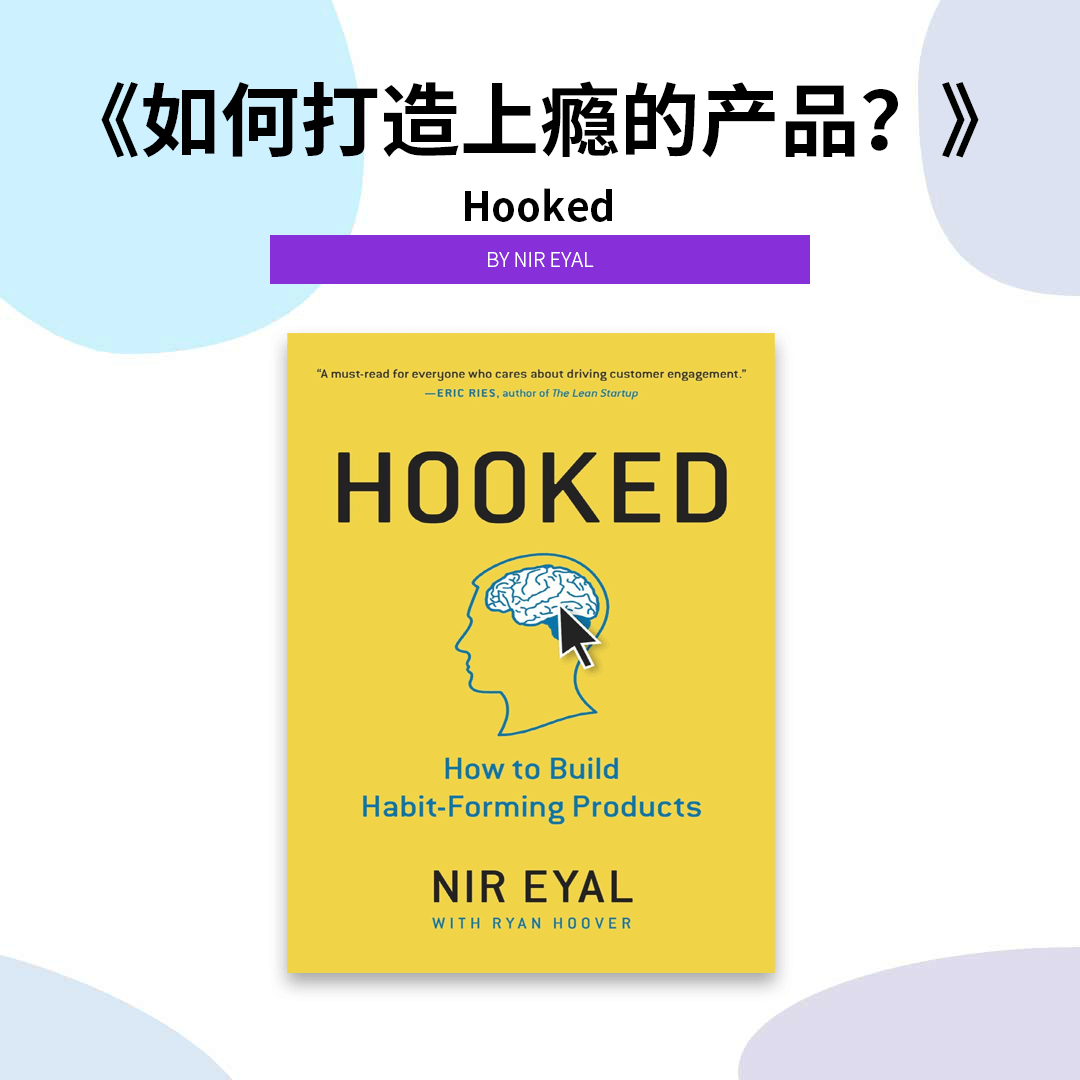 《如何打造上瘾的产品？》
Hooked
BY NIR EYAL
“A must-read for everyone who cares about driving customer engagement.”
—ERIC RIES, author of The Lean Startup
HOOKED
How to Build
Habit-Forming Products
NIR EYAL
WITH RYAN HOOVER